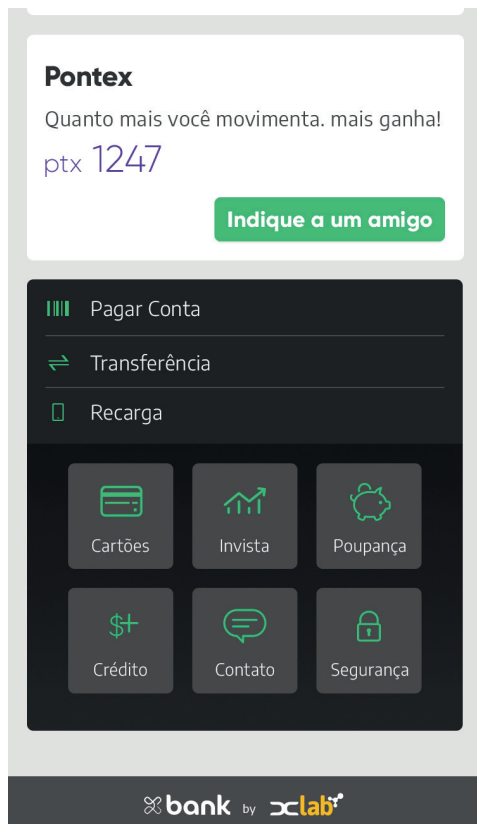 Pontex
Quanto mais você movimenta. mais ganha!
ptx 1247
Indique a um amigo
Pagar Conta
Transferência
Recarga
Cartões
Invista
Poupança
Crédito
Contato
Segurança
bank by xlab